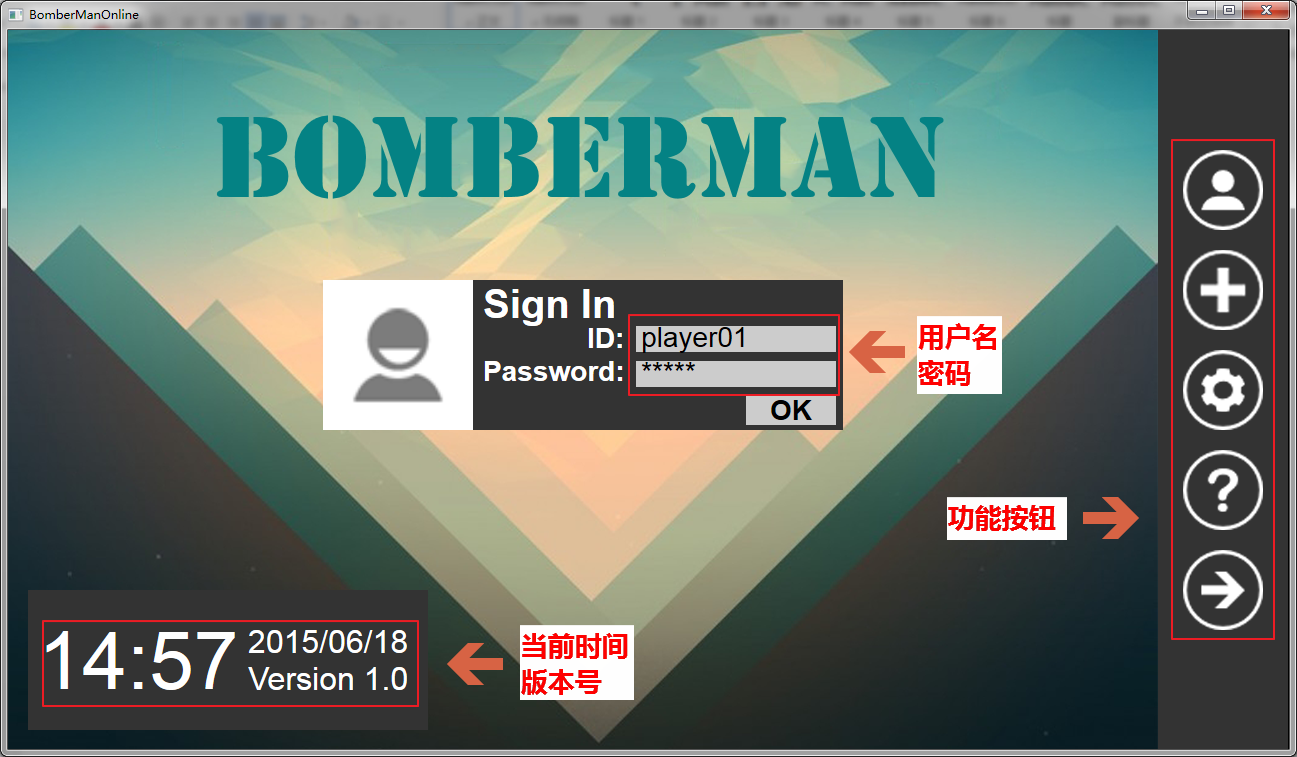 BomberManOnline
BOMBERMAN
Sign In
ID: player01
Password: *****
OK
用户名
密码
功能按钮
14:57
2015/06/18
Version 1.0
当前时间
版本号